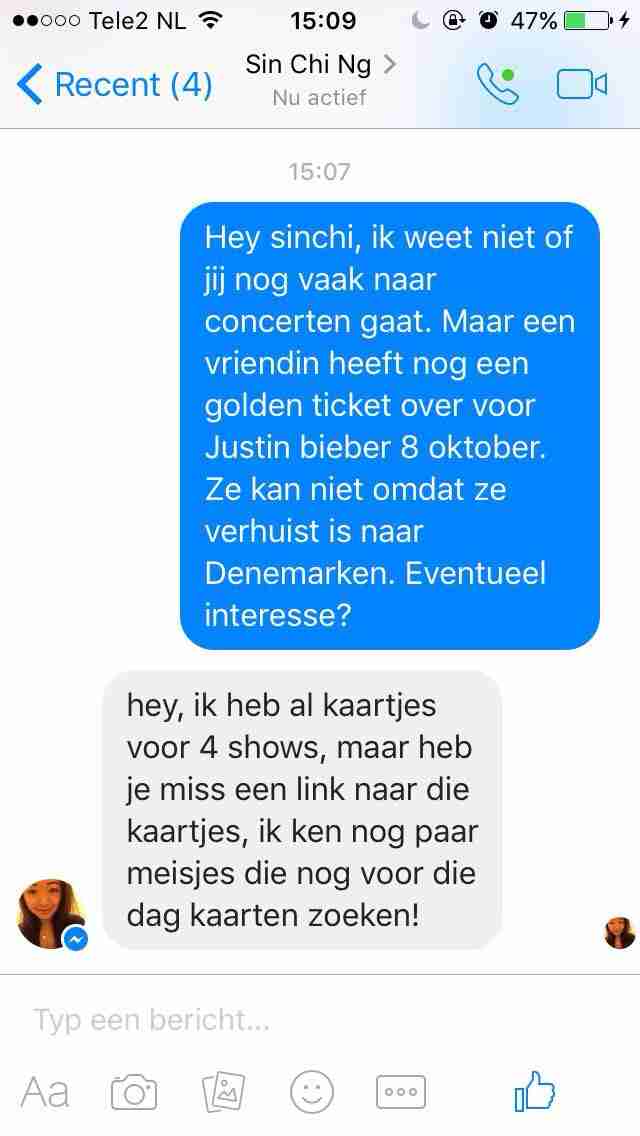 Tele2 NL 15:09 47%
Recent (4) Sin Chi Ng
Nu actief
15:07
Hey sinchi, ik weet niet of
jij nog vaak naar
concerten gaat. Maar een
vriendin heeft nog een
golden ticket over voor
Justin bieber 8 oktober.
Ze kan niet omdat ze
verhuist is naar
Denemarken. Eventueel
interesse?
hey, ik heb al kaartjes
voor 4 shows, maar heb
je miss een link naar die
kaartjes, ik ken nog paar
meisjes die nog voor die
dag kaarten zoeken!
Typ een bericht...
Aa